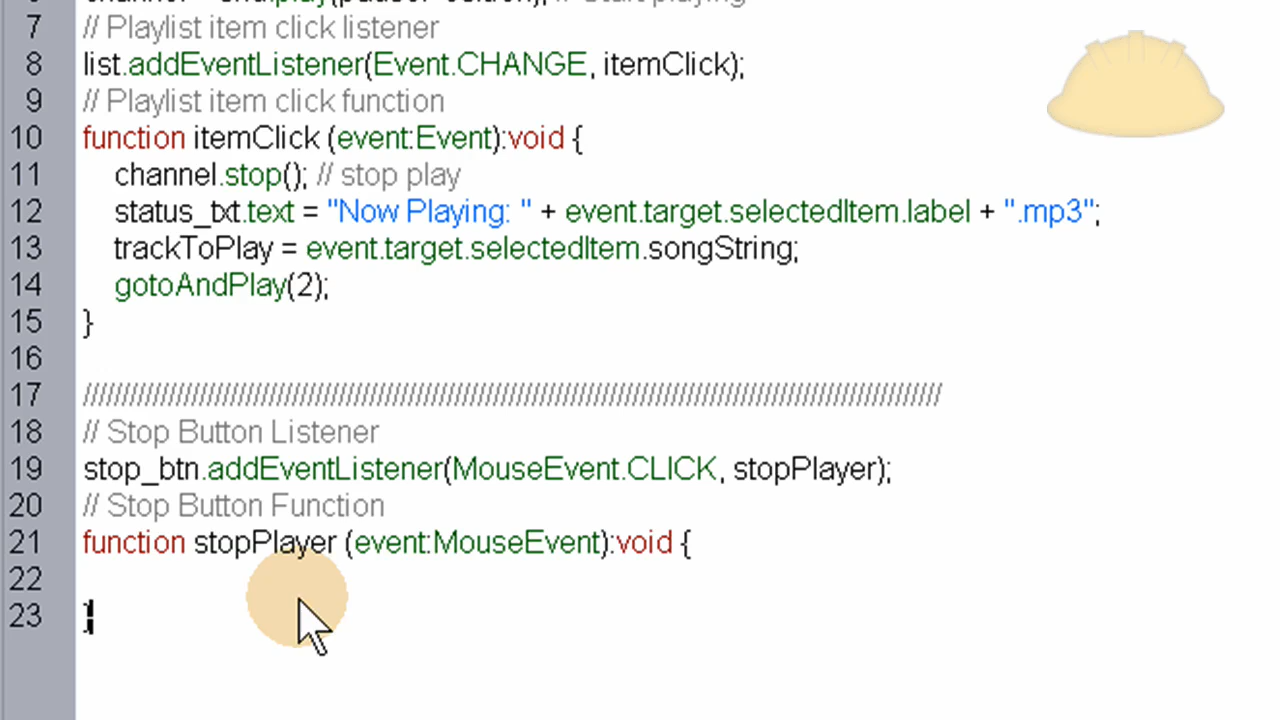 7 // Playlist item click listener
8 list.addEventListener(Event.CHANGE, itemClick);
9 // Playlist item click function
10 function itemClick (event:Event):void {
11 channel.stop(); // stop play
12 status_txt.text = "Now Playing: " + event.target.selectedItem.label + ".mp3";
13 trackToPlay = event.target.selectedItem.songString;
14 gotoAndPlay(2);
15 }
16
17 //////////////////////////////////////////////////////////////////////////////////////////////////////////////
18 // Stop Button Listener
19 stop_btn.addEventListener(MouseEvent.CLICK, stopPlayer);
20 // Stop Button Function
21 function stopPlayer (event:MouseEvent):void {
22
23 }